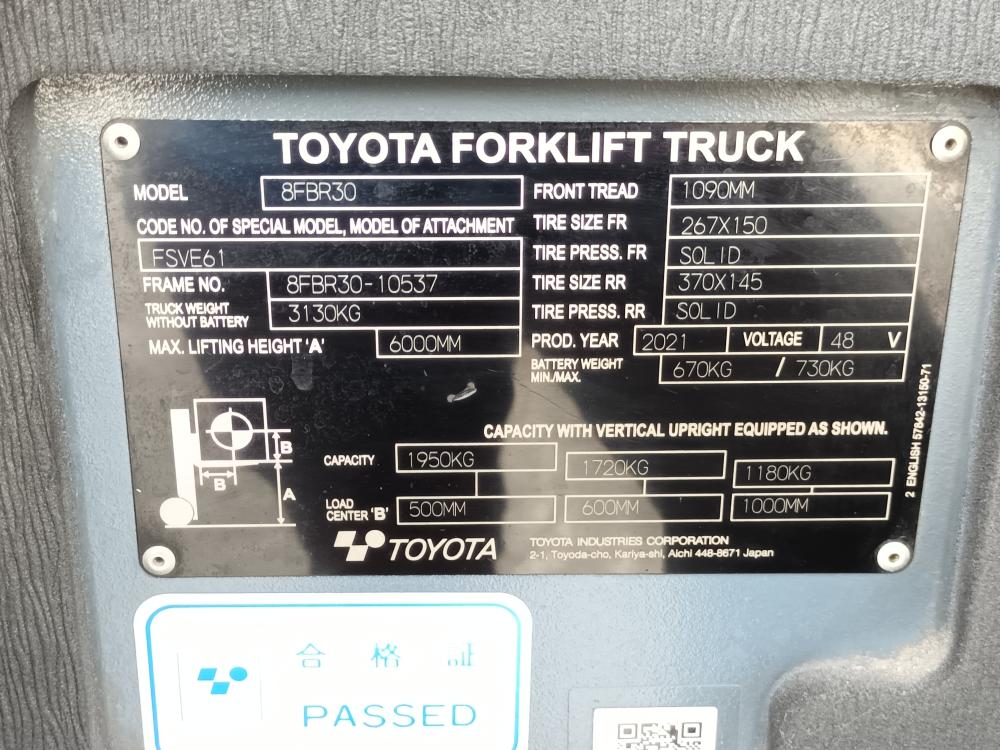 TOYOTA FORKLIFT TRUCK
MODEL 8FBR30
CODE NO. OF SPECIAL MODEL, MODEL OF ATTACHMENT
FSVE61
FRAME NO. 8FBR30-10537
TRUCK WEIGHT WITHOUT BATTERY 3130KG
MAX. LIFTING HEIGHT 'A' 6000MM
FRONT TREAD 1090MM
TIRE SIZE FR 267X150
TIRE PRESS. FR SOLID
TIRE SIZE RR 370X145
TIRE PRESS. RR SOLID
PROD. YEAR 2021 VOLTAGE 48 V
BATTERY WEIGHT MIN./MAX. 670KG / 730KG
B
B
A
CAPACITY WITH VERTICAL UPRIGHT EQUIPPED AS SHOWN.
CAPACITY 1950KG 1720KG 1180KG
LOAD CENTER 'B' 500MM 600MM 1000MM
TOYOTA
TOYOTA INDUSTRIES CORPORATION
2-1, Toyoda-cho, Kariya-shi, Aichi 448-8671 Japan
2 ENGLISH 57842-13150-71
合格証
PASSED